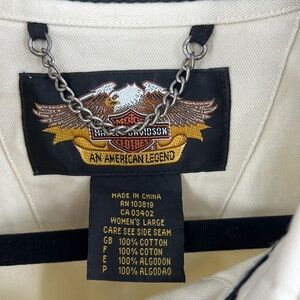 MOTOR
HARLEY-DAVIDSON
CLOTHES
AN AMERICAN LEGEND
MADE IN CHINA
RN 103819
CA 03402
WOMEN'S LARGE
CARE SEE SIDE SEAM
GB 100% COTTON
F 100% COTON
E 100% ALGODON
P 100% ALGODAO